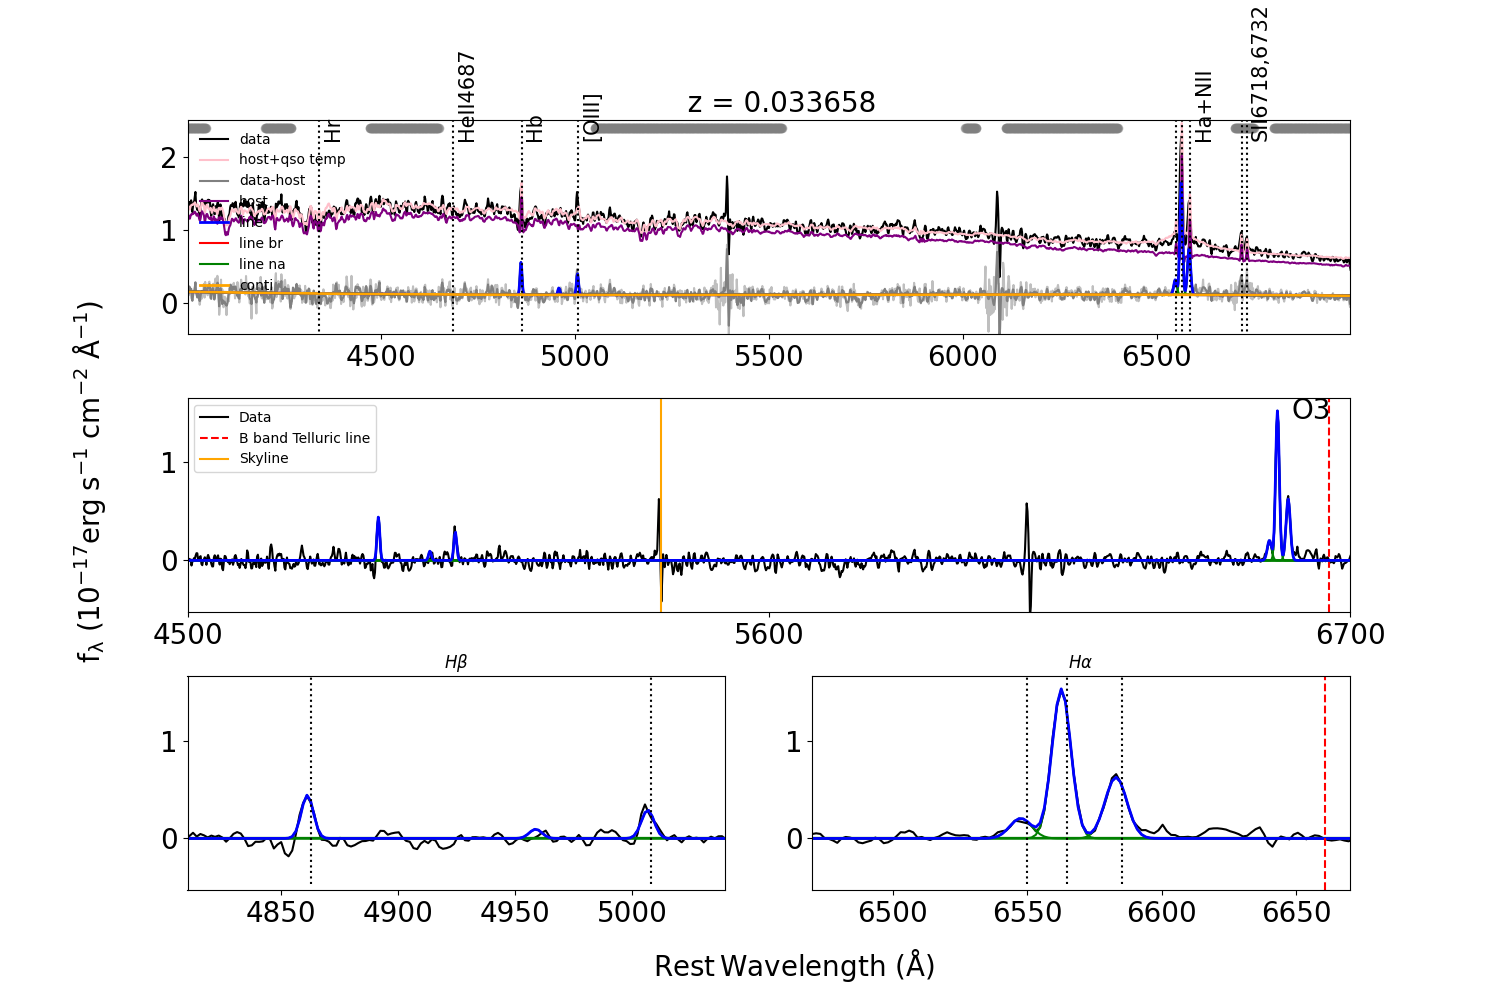 z = 0.033658
Hr
HeII4687
Hb
[OIII]
Ha+NII
SII6718,6732
data
host+qso temp
data-host
host
line
line br
line na
conti
2
1
0
4500
5000
5500
6000
6500
fλ (10⁻¹⁷erg s⁻¹ cm⁻² Å⁻¹)
Data
B band Telluric line
Skyline
O3
1
0
4500
5600
6700
Hβ
1
0
4850
4900
4950
5000
Hα
1
0
6500
6550
6600
6650
Rest Wavelength (Å)